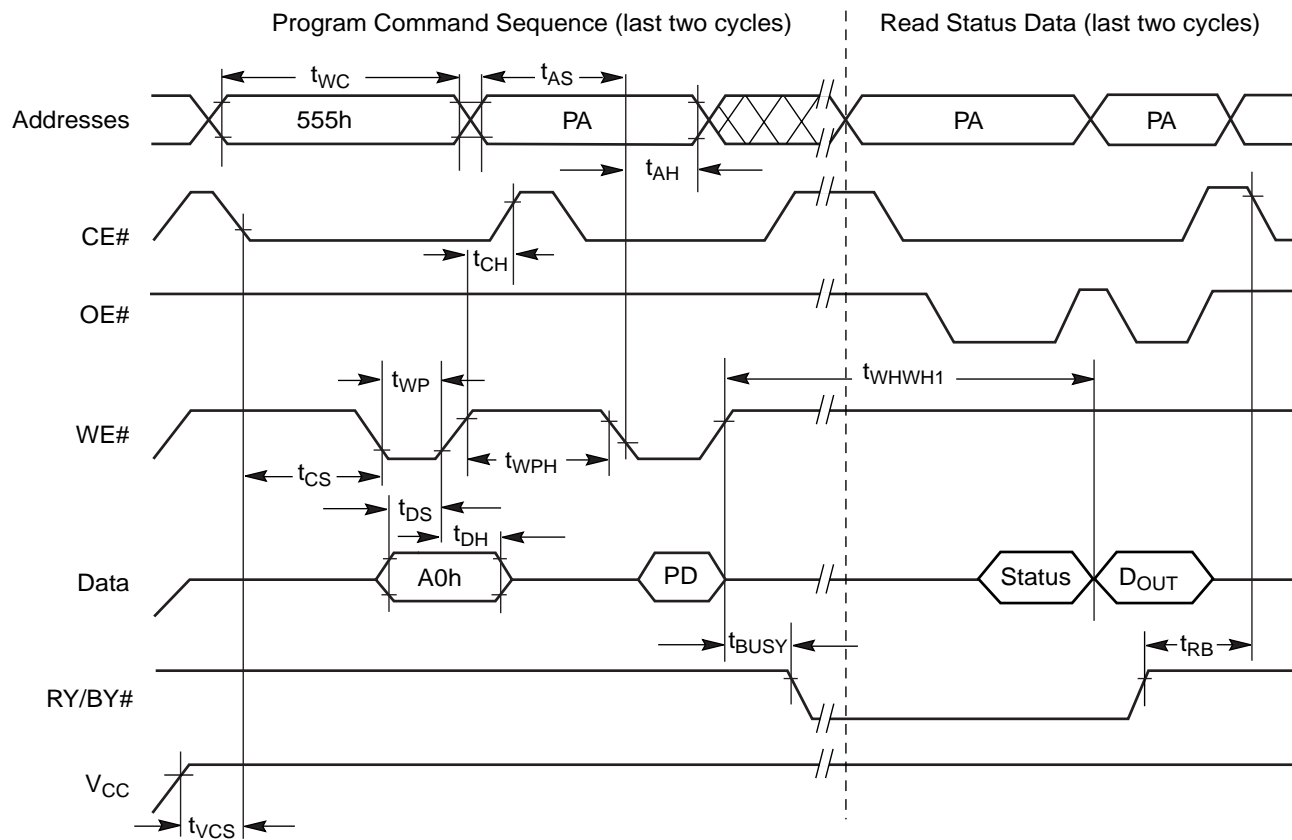 Program Command Sequence (last two cycles)
Read Status Data (last two cycles)
tWC
tAS
Addresses
555h
PA
PA
PA
tAH
CE#
tCH
OE#
tWP
tWHWH1
WE#
tCS
tWPH
tDS
tDH
Data
A0h
PD
Status
DOUT
tBUSY
tRB
RY/BY#
VCC
tVCS